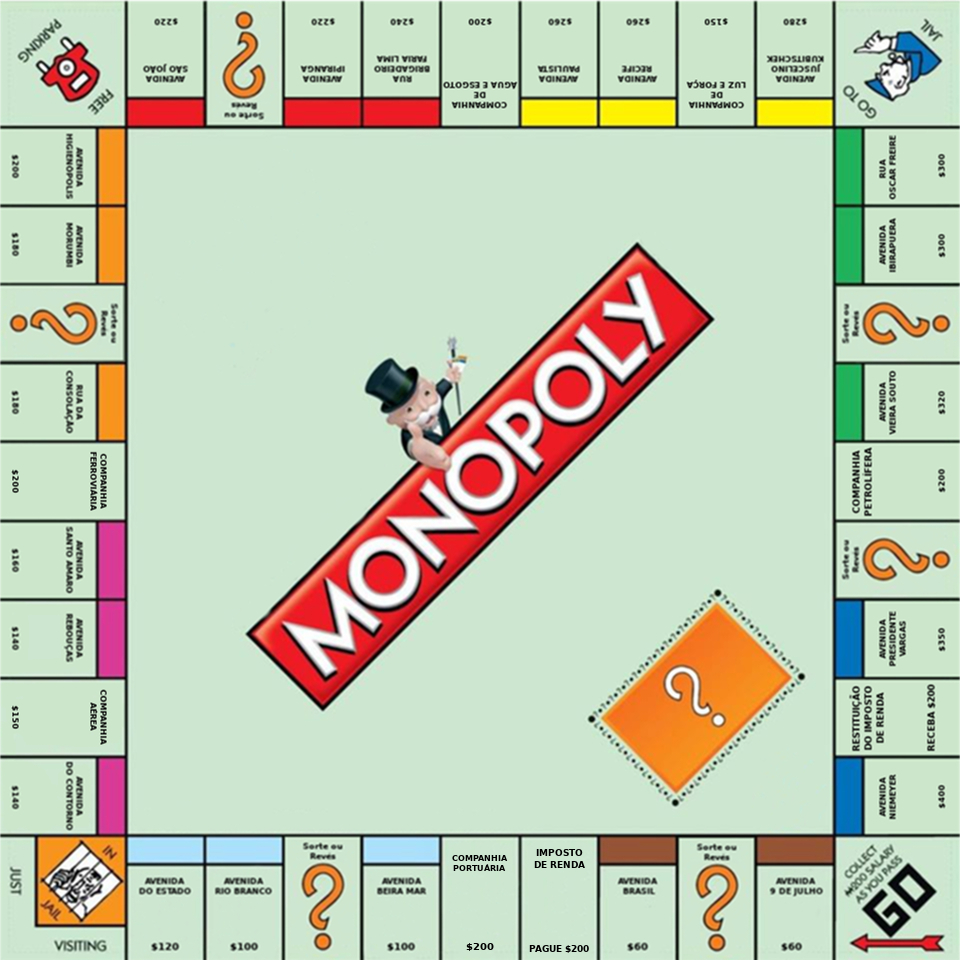 FREE
PARKING
$220
AVENIDA
SÃO JOÃO
Sorte ou
Revés
$220
AVENIDA
IPIRANGA
$240
RUA
BRIGADEIRO
FARIA LIMA
$200
COMPANHIA
DE
AGUA E ESGOTO
$260
AVENIDA
PAULISTA
$260
AVENIDA
RECIFE
$150
COMPANHIA
DE
LUZ E FORÇA
$280
AVENIDA
JUSCELINO
KUBITSCHEK
GO TO
JAIL
RUA
OSCAR FREIRE
$300
AVENIDA
IBIRAPUERA
$300
Sorte ou
Revés
AVENIDA
VIEIRA SOUTO
$320
COMPANHIA
PETROLÍFERA
$200
Sorte ou
Revés
AVENIDA
PRESIDENTE
VARGAS
$350
RESTITUIÇÃO
DO IMPOSTO
DE RENDA
RECEBA $200
AVENIDA
NIEMEYER
$400
COLLECT
M200 SALARY
AS YOU PASS
GO
AVENIDA
9 DE JULHO
$60
Sorte ou
Revés
AVENIDA
BRASIL
$60
IMPOSTO
DE RENDA
PAGUE $200
COMPANHIA
PORTUÁRIA
$200
AVENIDA
BEIRA MAR
$100
Sorte ou
Revés
AVENIDA
RIO BRANCO
$100
AVENIDA
DO ESTADO
$120
IN
JAIL
JUST
VISITING
AVENIDA
DO CONTORNO
$140
COMPANHIA
AÉREA
$150
AVENIDA
REBOUÇAS
$140
AVENIDA
SANTO AMARO
$160
COMPANHIA
FERROVIÁRIA
$200
RUA DA
CONSOLAÇÃO
$180
Sorte ou
Revés
AVENIDA
MORUMBI
$180
AVENIDA
HIGIENOPOLIS
$200
MONOPOLY
?